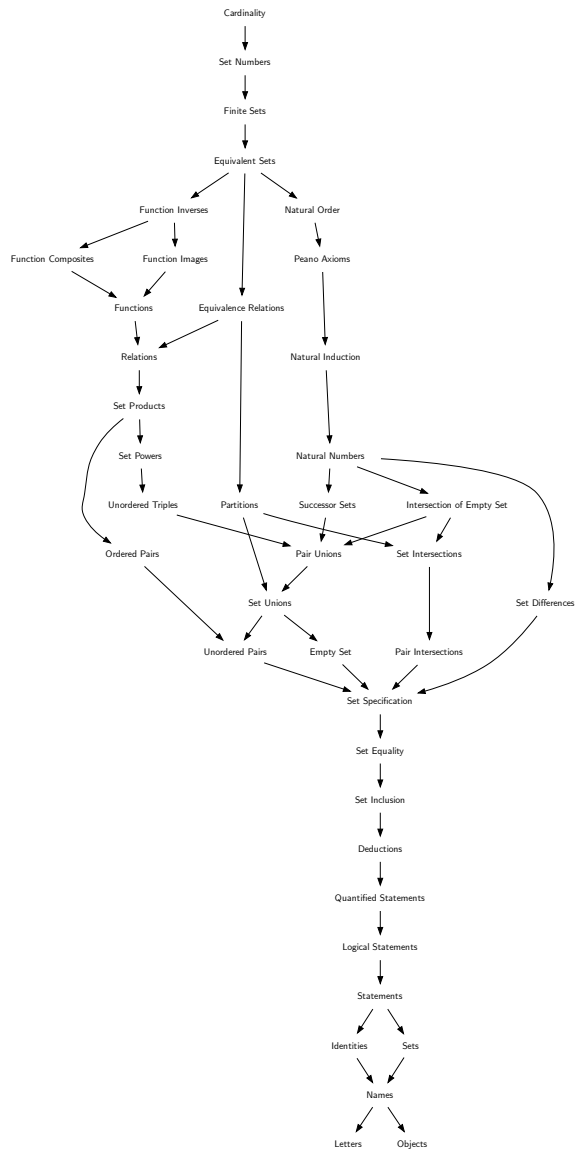 Cardinality
Set Numbers
Finite Sets
Equivalent Sets
Function Inverses
Natural Order
Function Composites
Function Images
Peano Axioms
Functions
Equivalence Relations
Relations
Natural Induction
Set Products
Set Powers
Natural Numbers
Unordered Triples
Partitions
Successor Sets
Intersection of Empty Set
Ordered Pairs
Pair Unions
Set Intersections
Set Unions
Set Differences
Unordered Pairs
Empty Set
Pair Intersections
Set Specification
Set Equality
Set Inclusion
Deductions
Quantified Statements
Logical Statements
Statements
Identities
Sets
Names
Letters
Objects